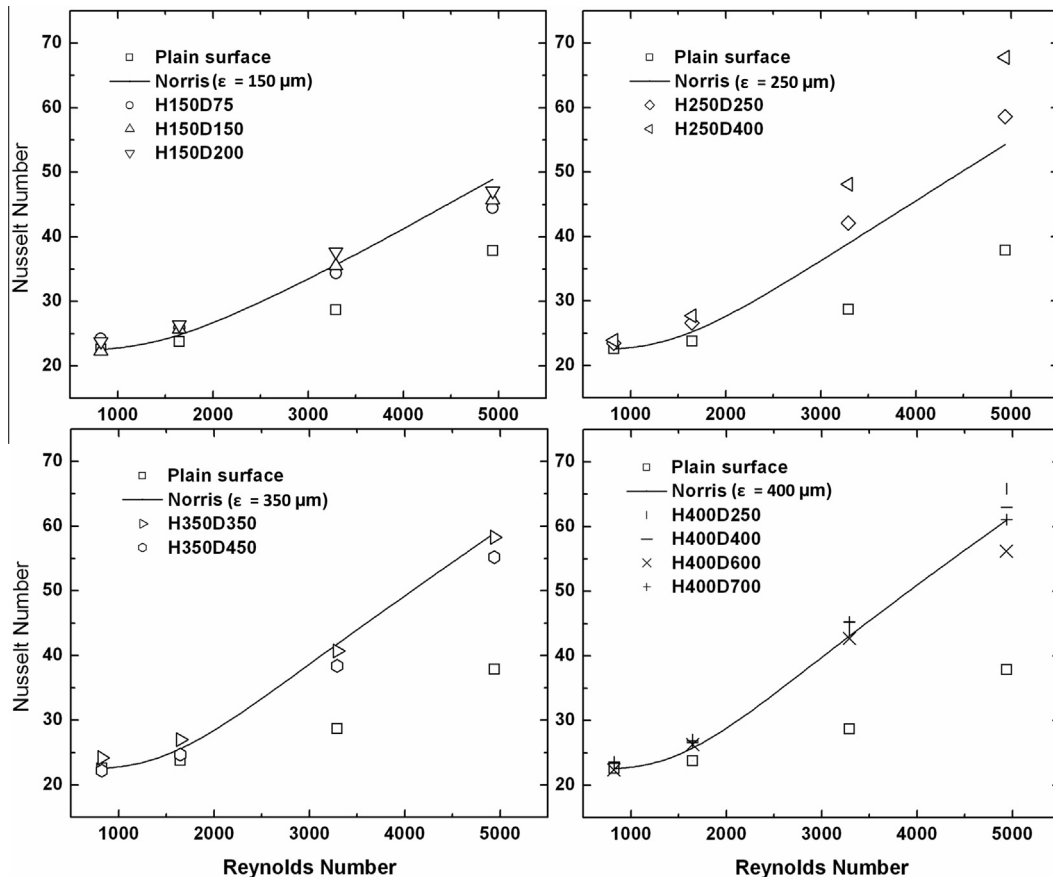 70
60
50
40
30
20
Nusselt Number
Plain surface
Norris (ε = 150 µm)
H150D75
H150D150
H150D200
1000 2000 3000 4000 5000
70
60
50
40
30
20
Plain surface
Norris (ε = 250 µm)
H250D250
H250D400
1000 2000 3000 4000 5000
70
60
50
40
30
20
Nusselt Number
Plain surface
Norris (ε = 350 µm)
H350D350
H350D450
1000 2000 3000 4000 5000
Reynolds Number
70
60
50
40
30
20
Plain surface
Norris (ε = 400 µm)
H400D250
H400D400
H400D600
H400D700
1000 2000 3000 4000 5000
Reynolds Number